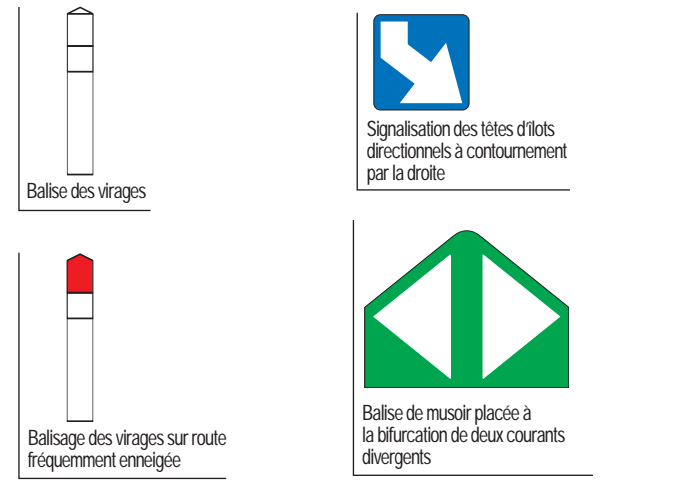 Balise des virages
Signalisation des têtes d'îlots
directionnels à contournement
par la droite
Balisage des virages sur route
fréquemment enneigée
Balise de musoir placée à
la bifurcation de deux courants
divergents